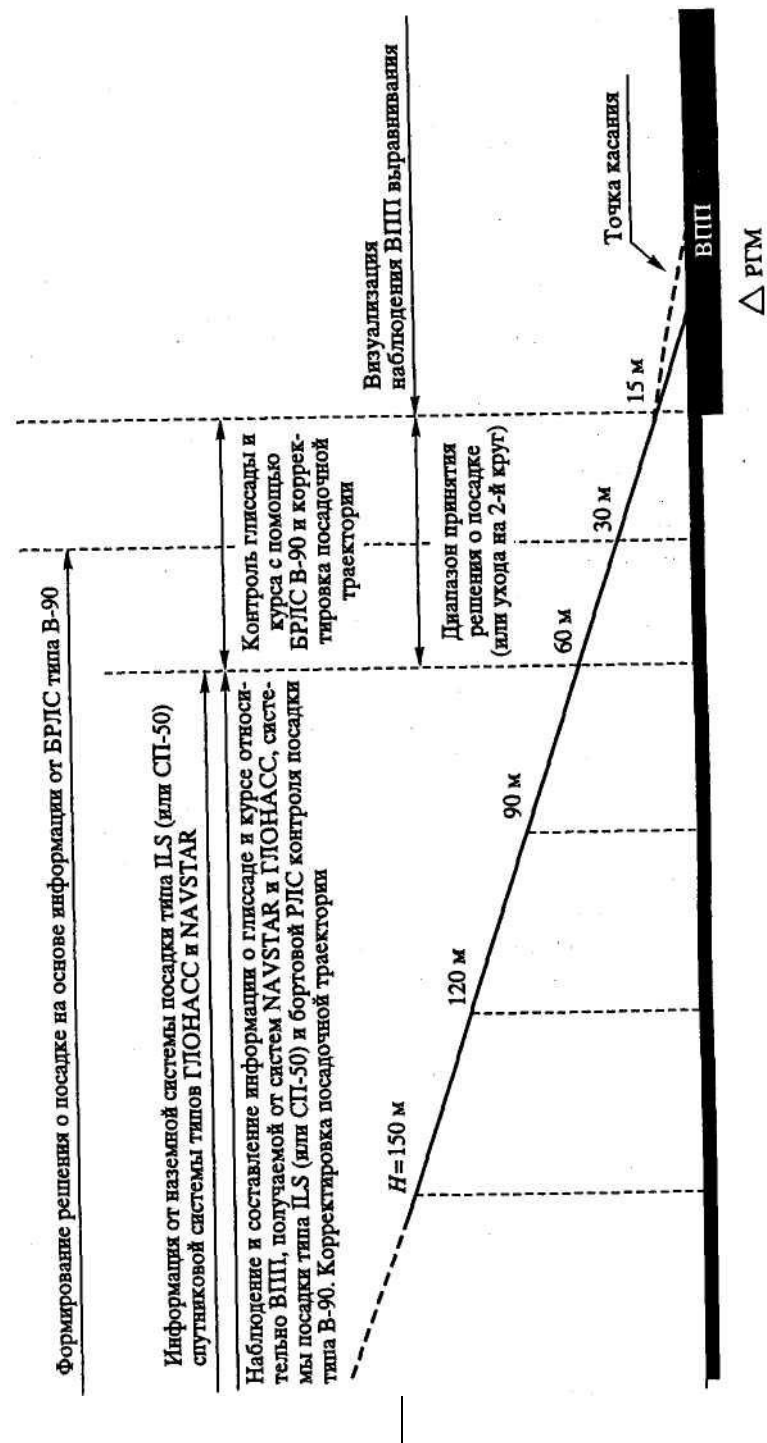 Формирование решения о посадке на основе информации от БРЛС типа В-90
Информация от наземной системы посадки типа ILS (или СП-50)
спутниковой системы типов ГЛОНАСС и NAVSTAR
Наблюдение и составление информации о глиссаде и курсе относи-
тельно ВПП, получаемой от систем NAVSTAR и ГЛОНАСС, систе-
мы посадки типа ILS (или СП-50) и бортовой РЛС контроля посадки
типа В-90. Корректировка посадочной траектории
Контроль глиссады и
курса с помощью
БРЛС В-90 и коррек-
тировка посадочной
траектории
Визуализация
наблюдения ВПП выравнивания
Диапазон принятия
решения о посадке
(или ухода на 2-й круг)
H=150 м
120 м
90 м
60 м
30 м
15 м
Точка касания
ВПП
△ РГМ